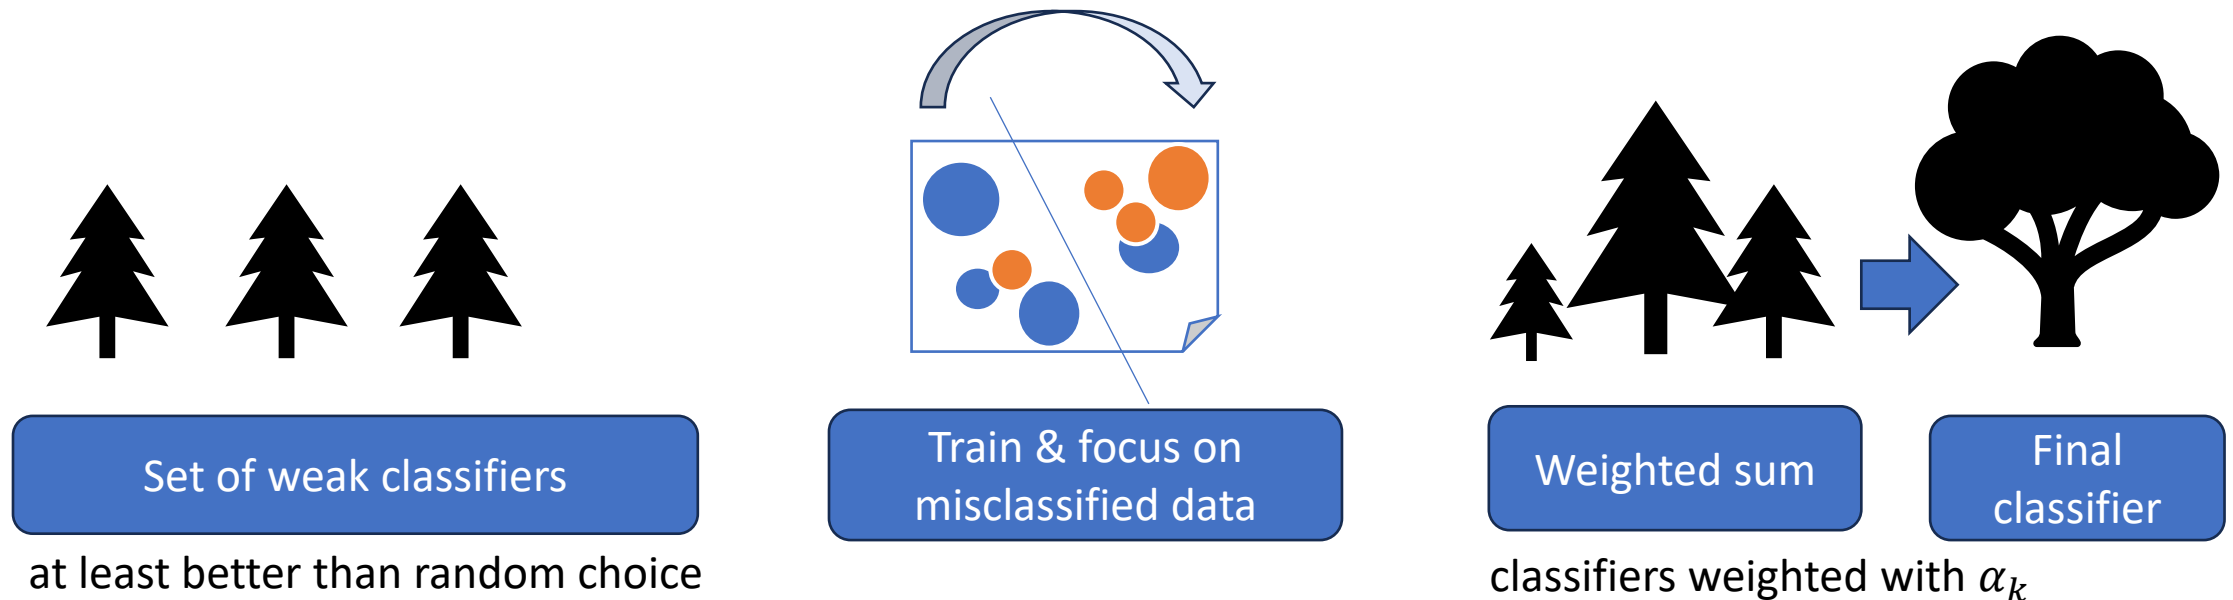 Set of weak classifiers
at least better than random choice
Train & focus on
misclassified data
Weighted sum
classifiers weighted with αₖ
Final
classifier